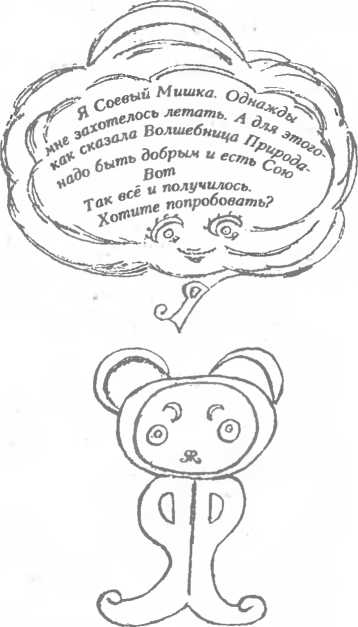 Я Соевый Мишка. Однажды
мне захотелось летать. А для этого-
как сказала Волшебница Природа-
надо быть добрым и есть Сою
Вот
Так всё и получилось.
Хотите попробовать?